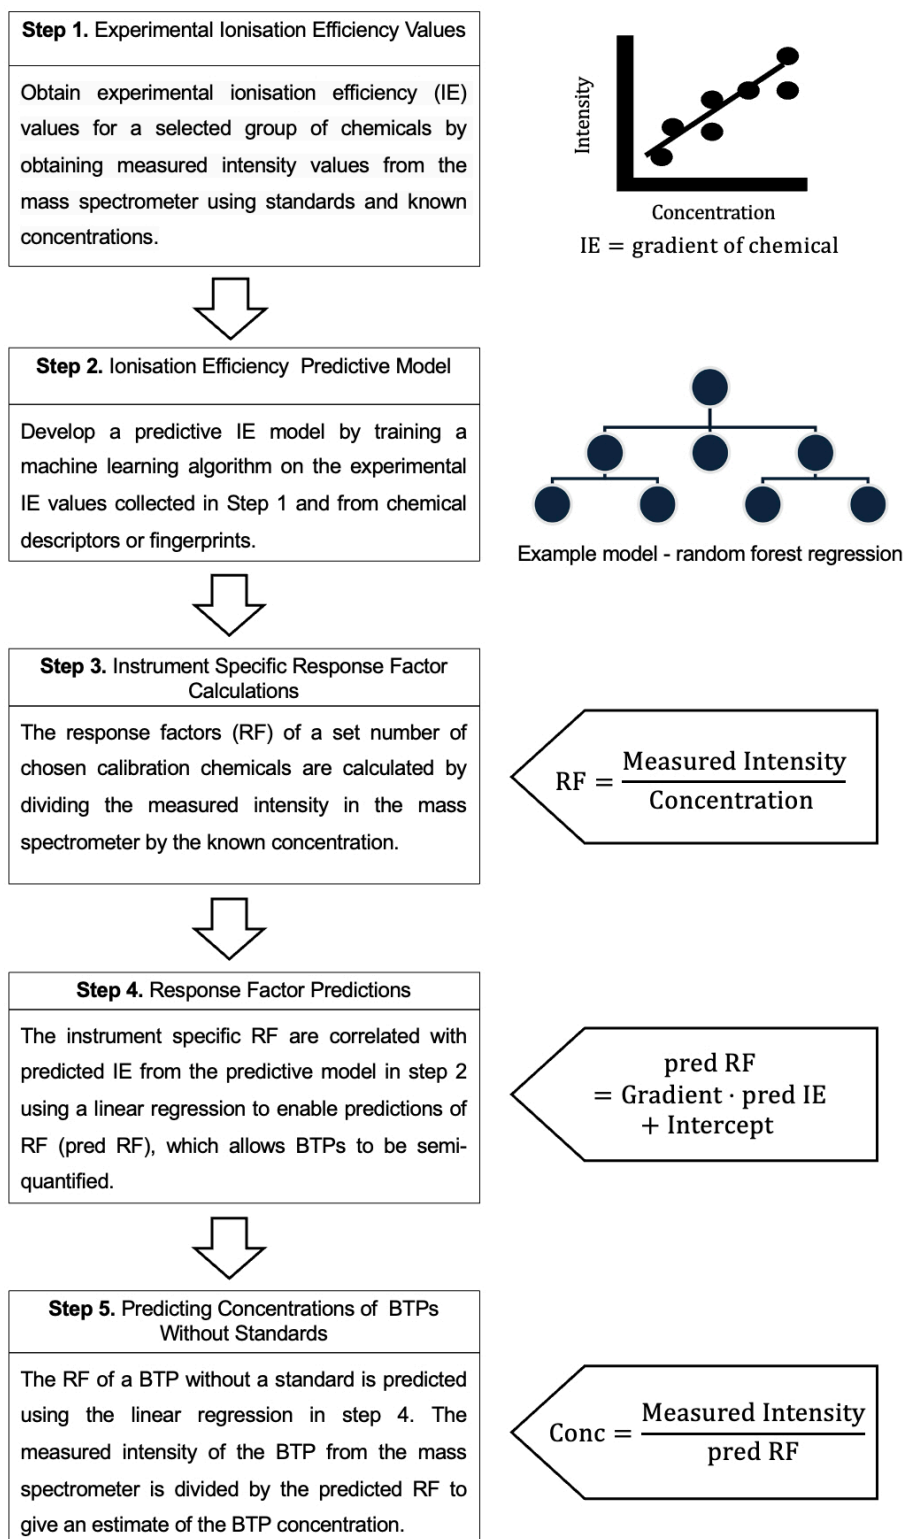 Step 1. Experimental Ionisation Efficiency Values
Obtain experimental ionisation efficiency (IE)
values for a selected group of chemicals by
obtaining measured intensity values from the
mass spectrometer using standards and known
concentrations.
Intensity
Concentration
IE = gradient of chemical
Step 2. Ionisation Efficiency Predictive Model
Develop a predictive IE model by training a
machine learning algorithm on the experimental
IE values collected in Step 1 and from chemical
descriptors or fingerprints.
Example model - random forest regression
Step 3. Instrument Specific Response Factor
Calculations
The response factors (RF) of a set number of
chosen calibration chemicals are calculated by
dividing the measured intensity in the mass
spectrometer by the known concentration.
RF = Measured Intensity
Concentration
Step 4. Response Factor Predictions
The instrument specific RF are correlated with
predicted IE from the predictive model in step 2
using a linear regression to enable predictions of
RF (pred RF), which allows BTPs to be semi-
quantified.
pred RF
= Gradient · pred IE
+ Intercept
Step 5. Predicting Concentrations of BTPs
Without Standards
The RF of a BTP without a standard is predicted
using the linear regression in step 4. The
measured intensity of the BTP from the mass
spectrometer is divided by the predicted RF to
give an estimate of the BTP concentration.
Conc = Measured Intensity
pred RF